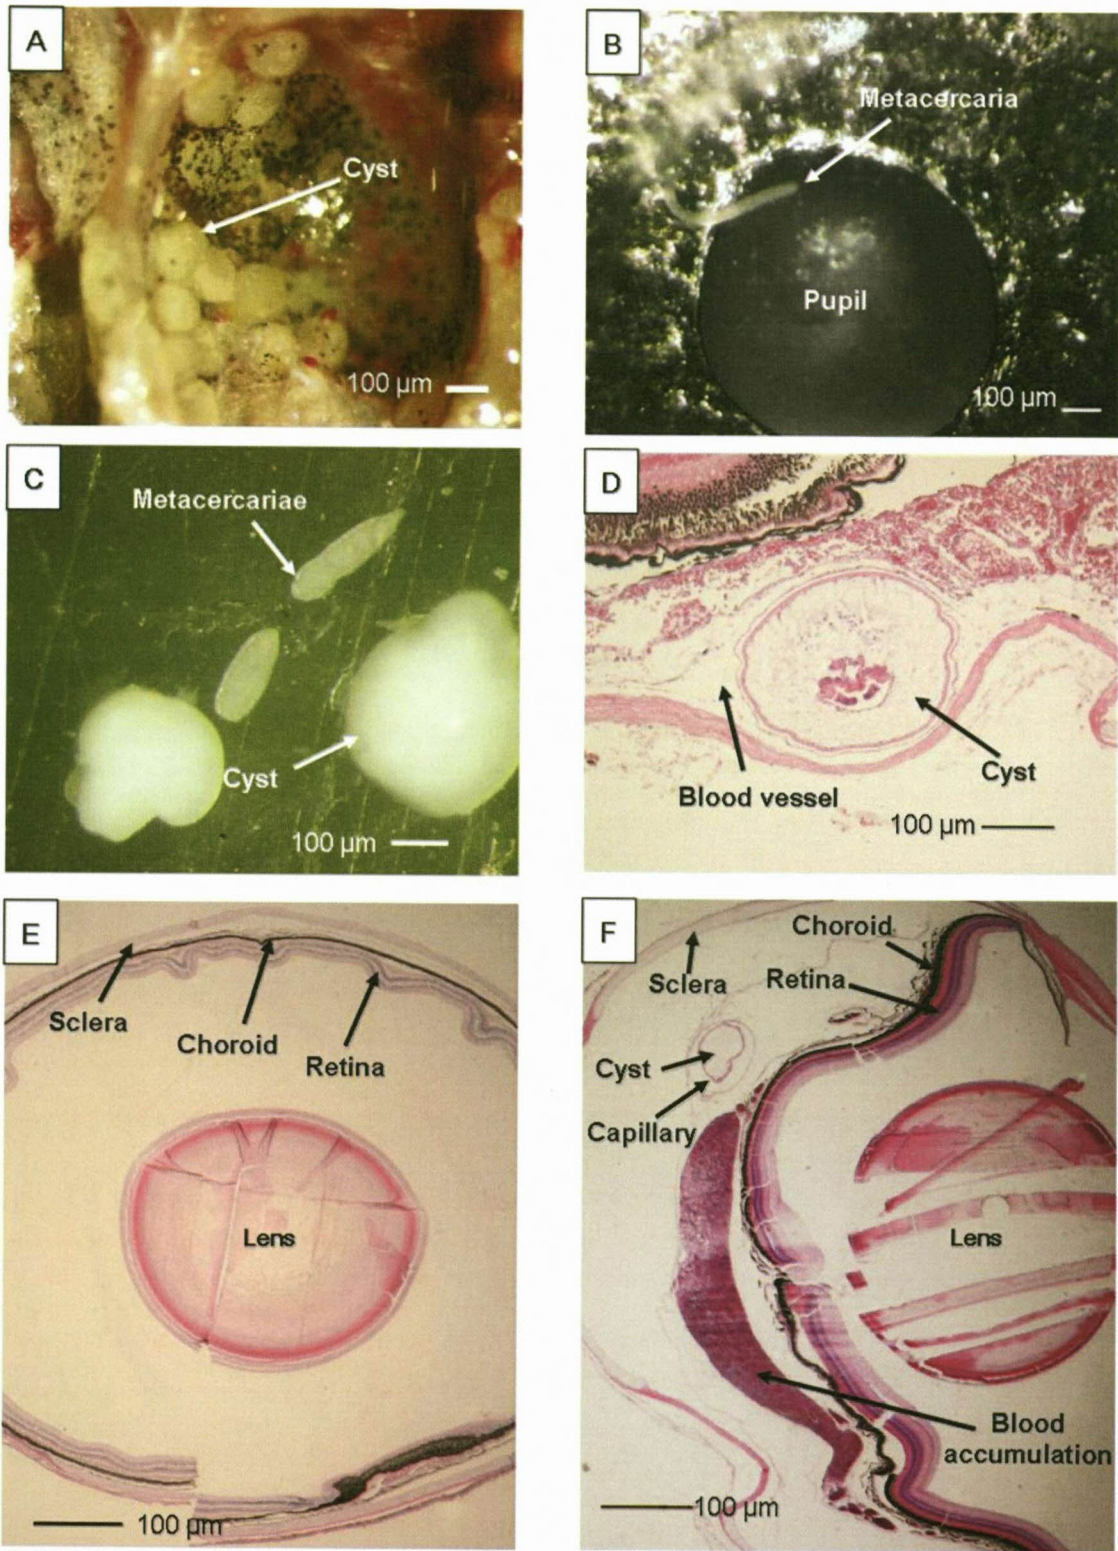 A
Cyst
100 µm
B
Metacercaria
Pupil
100 µm
C
Metacercariae
Cyst
100 µm
D
Blood vessel
Cyst
100 µm
E
Sclera
Choroid
Retina
Lens
100 µm
F
Choroid
Sclera
Retina
Cyst
Capillary
Lens
Blood
accumulation
100 µm